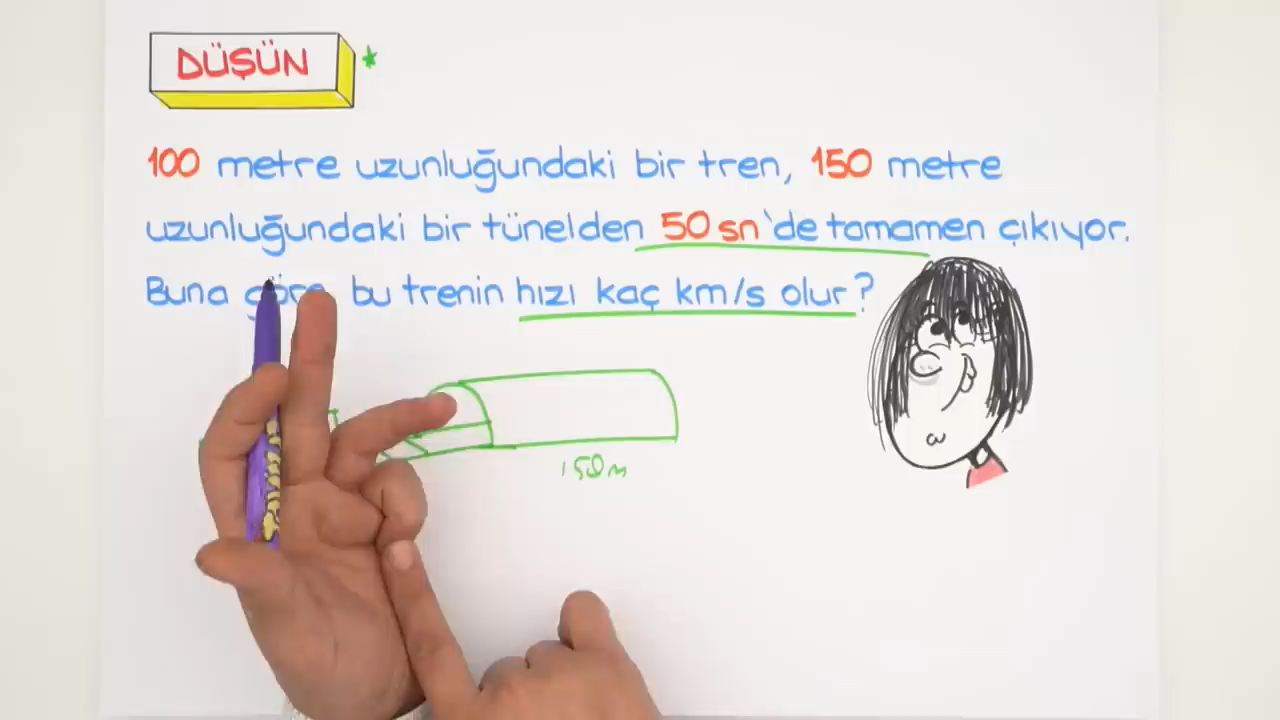 DÜŞÜN *
100 metre uzunluğundaki bir tren, 150 metre
uzunluğundaki bir tünelden 50 sn'de tamamen çıkıyor.
Buna göre, bu trenin hızı kaç km/s olur?
150m